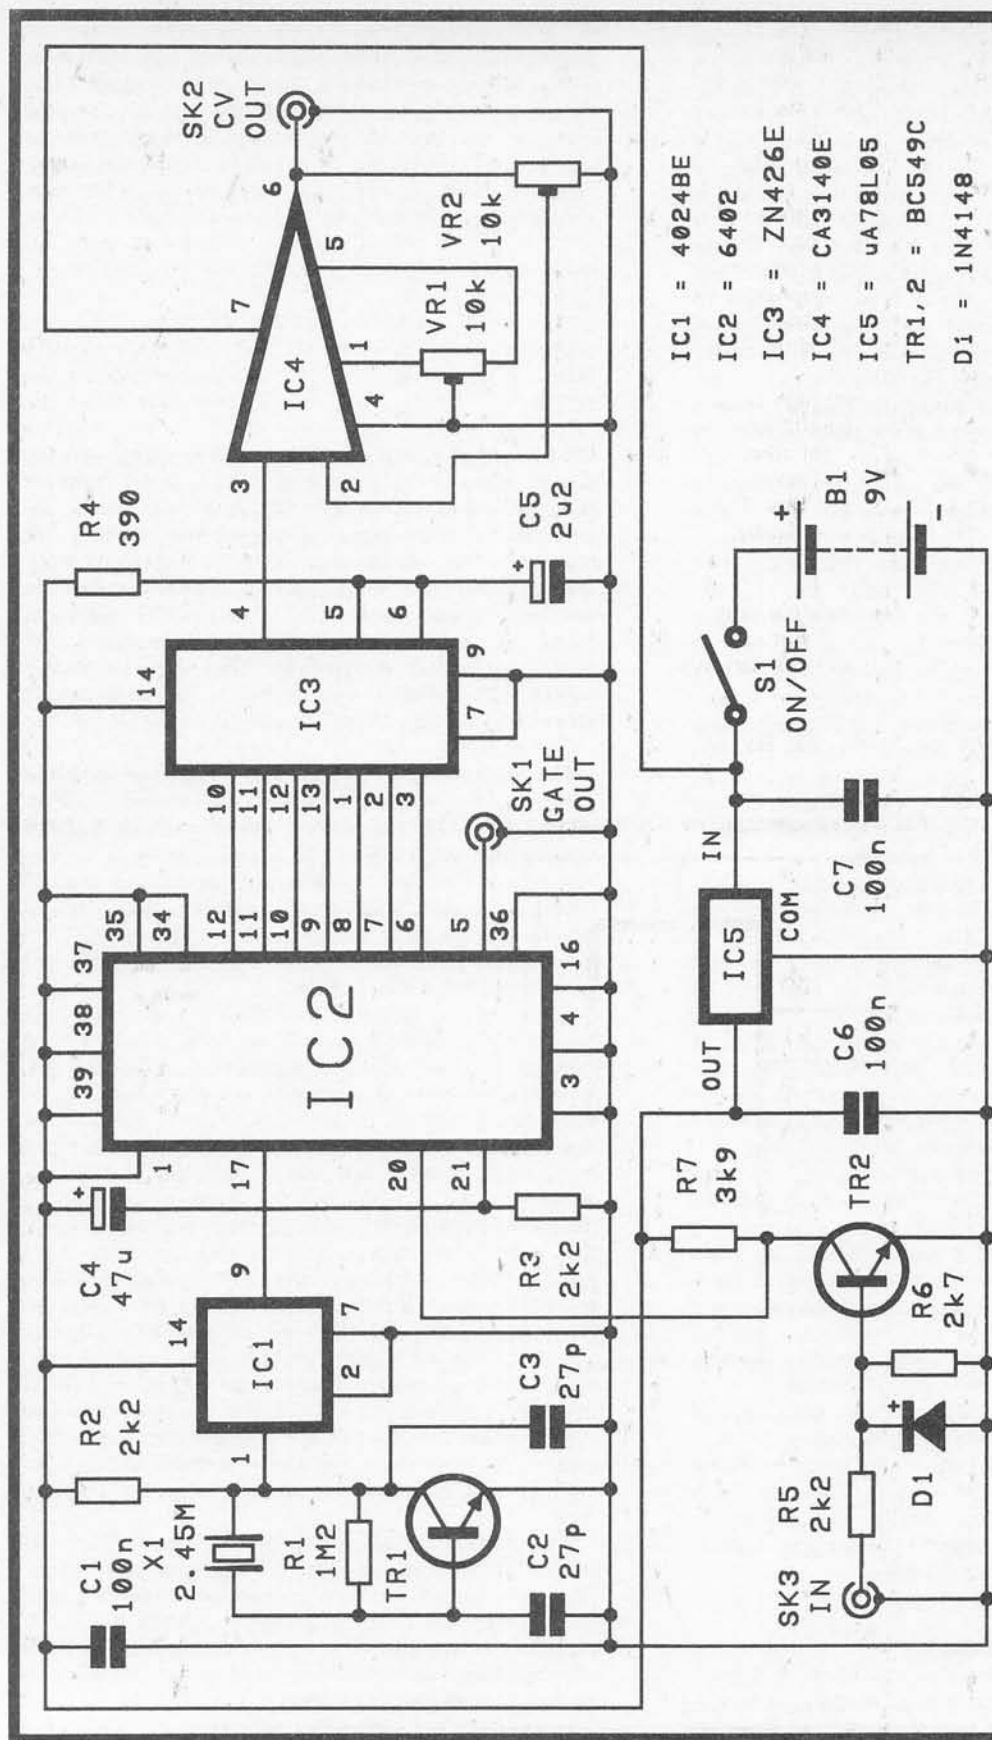 C1
100n
X1
2.45M
R2
2k2
R1
1M2
TR1
C2
27p
C3
27p
1
14
IC1
2
7
9
C4
47u
+
R3
2k2
1
17
20
21
39
38
37
IC2
3
4
16
35
34
12
11
10
9
8
7
6
5
36
SK1
GATE
OUT
10
11
12
13
1
2
3
14
IC3
7
9
4
5
6
R4
390
+
C5
2u2
3
2
IC4
4
1
5
7
6
VR1
10k
VR2
10k
SK2
CV
OUT
SK3
IN
R5
2k2
D1
+
R6
2k7
TR2
R7
3k9
OUT
IC5
IN
COM
C6
100n
C7
100n
S1
ON/OFF
+
B1
9V
-
IC1 = 4024BE
IC2 = 6402
IC3 = ZN426E
IC4 = CA3140E
IC5 = uA78L05
TR1,2 = BC549C
D1 = 1N4148